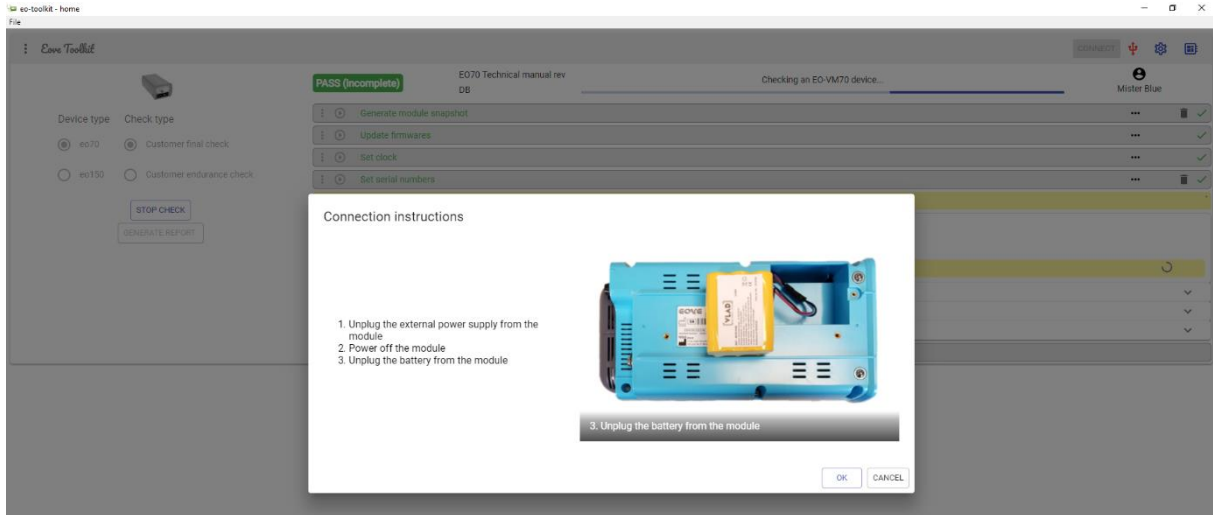 eo-toolkit - home
File
Eove Toolkit
CONNECT
PASS (Incomplete)
EO70 Technical manual rev
DB
Checking an EO-VM70 device...
Mister Blue
Device type
Check type
eo70
Customer final check
eo150
Customer endurance check
STOP CHECK
GENERATE REPORT
Generate module snapshot
Update firmwares
Set clock
Set serial numbers
Connection instructions
1. Unplug the external power supply from the
module
2. Power off the module
3. Unplug the battery from the module
EOVE
VLAD
3. Unplug the battery from the module
OK
CANCEL